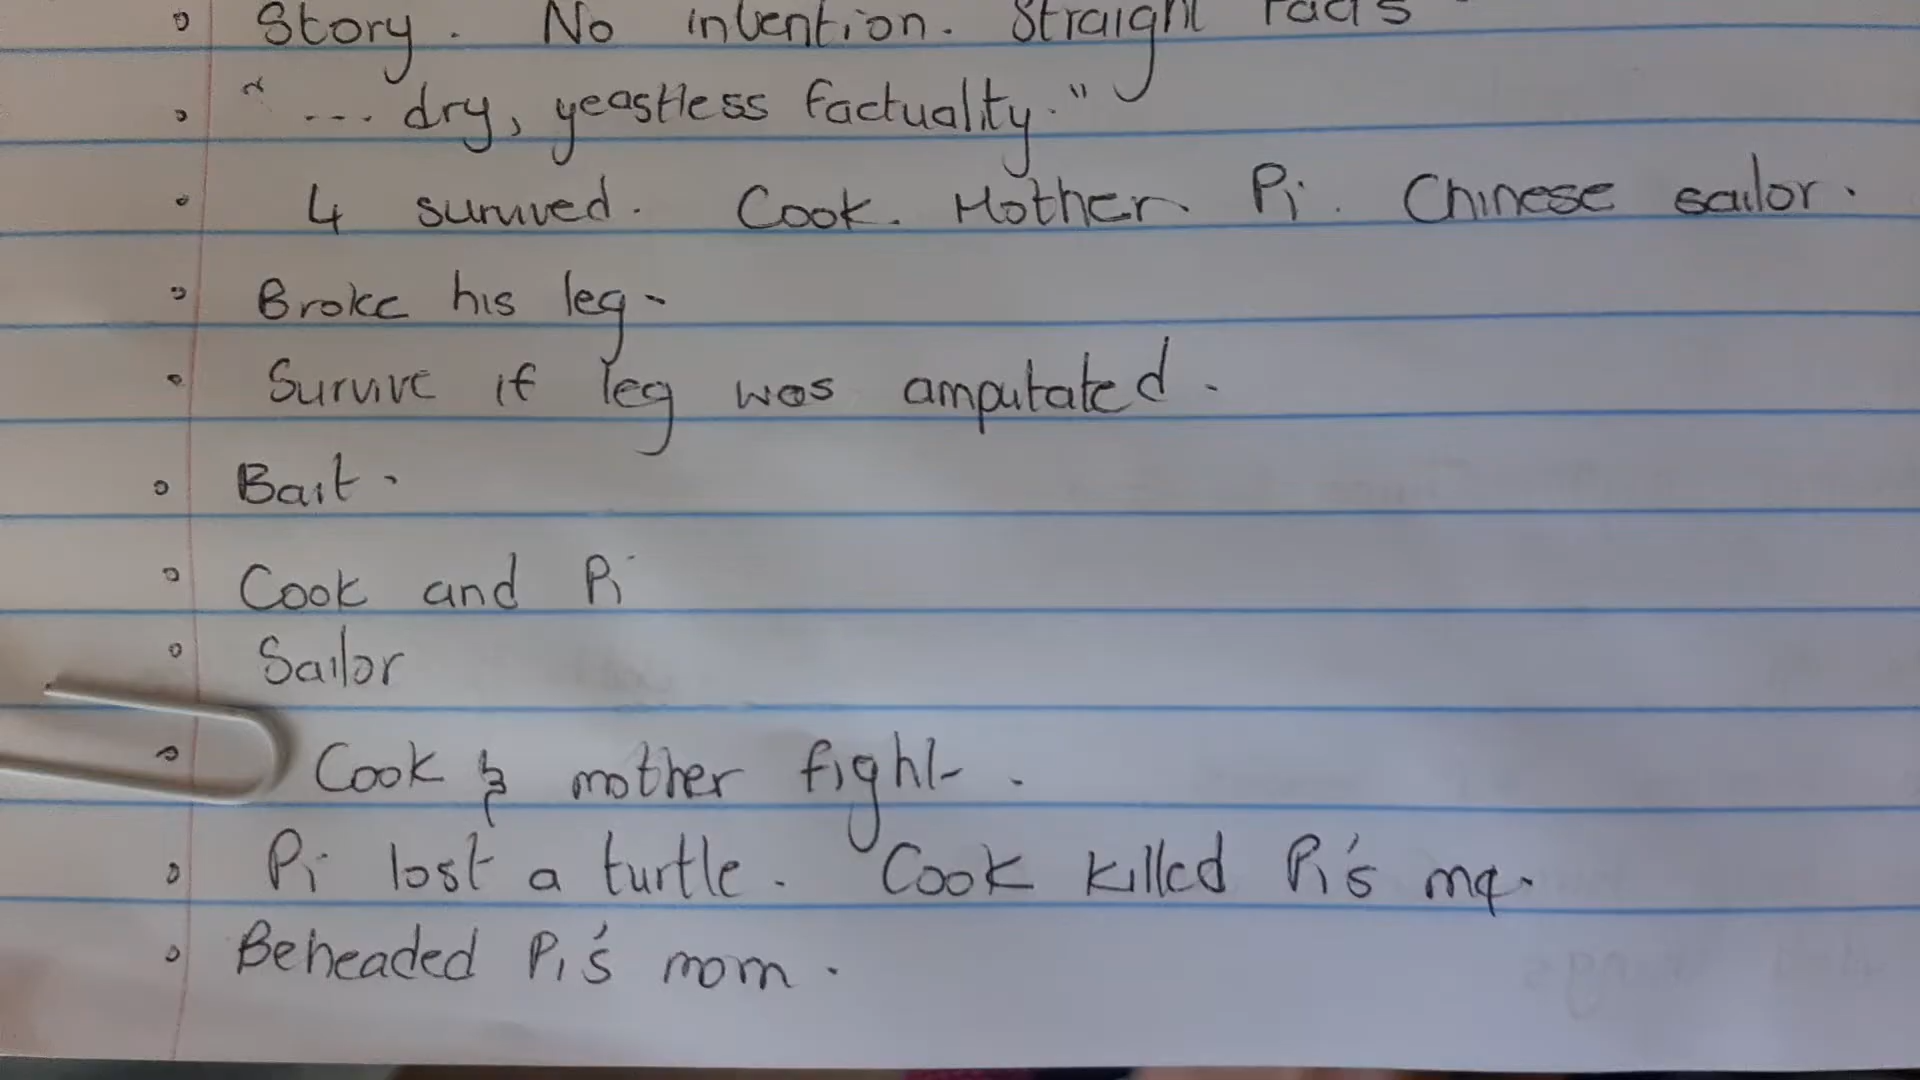 Story. No invention. Straight Facts
"... dry, yeastless factuality."
4 survived. Cook. Mother. Pi. Chinese sailor.
Broke his leg.
Survive if leg was amputated.
Bait.
Cook and Pi
Sailor
Cook & mother fight.
Pi lost a turtle. Cook killed Pi's
Beheaded Pi's mom.